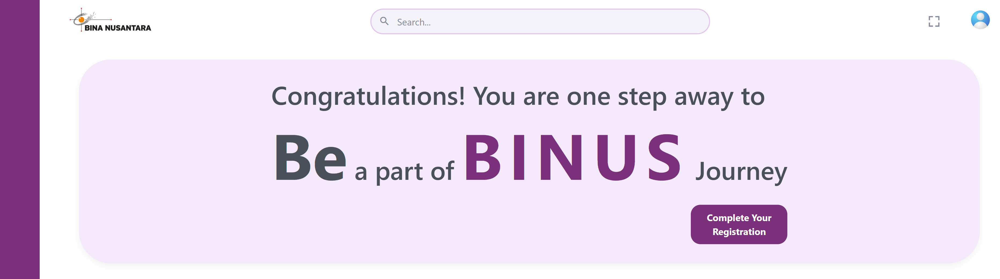 BINA NUSANTARA
Search...
Congratulations! You are one step away to
Be a part of BINUS Journey
Complete Your
Registration